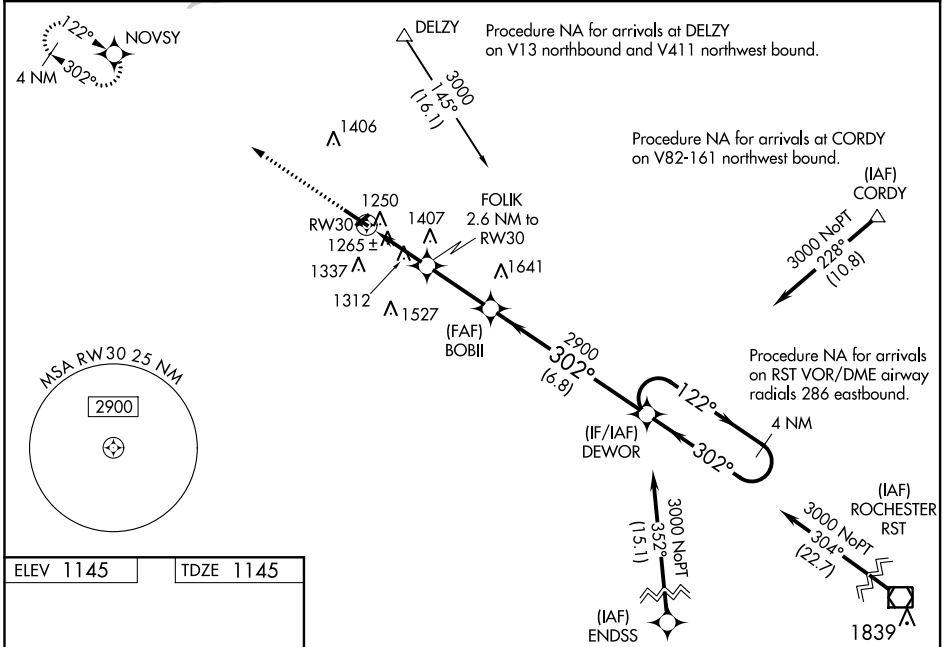 122°
NOVSY
4 NM
302°
DELZY
Procedure NA for arrivals at DELZY
on V13 northbound and V411 northwest bound.
3000
145°
(16.1)
1406
Procedure NA for arrivals at CORDY
on V82-161 northwest bound.
(IAF)
CORDY
3000 NoPT
228°
(10.8)
1250
RW30
1407
FOLIK
2.6 NM to
RW30
1265 ±
1337
1312
1641
1527
(FAF)
BOBII
2900
302°
(6.8)
Procedure NA for arrivals
on RST VOR/DME airway
radials 286 eastbound.
MSA RW30 25 NM
2900
122°
4 NM
302°
(IF/IAF)
DEWOR
3000 NoPT
352°
(15.1)
(IAF)
ROCHESTER
RST
3000 NoPT
304°
(22.7)
1839
(IAF)
ENDSS
ELEV 1145
TDZE 1145